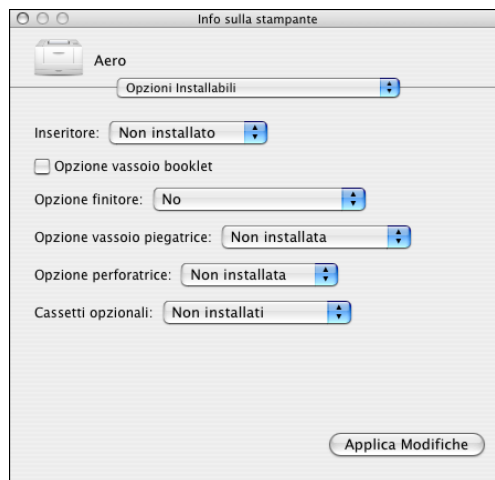 Info sulla stampante
Aero
Opzioni Installabili
Inseritore: Non installato
Opzione vassoio booklet
Opzione finitore: No
Opzione vassoio piegatrice: Non installata
Opzione perforatrice: Non installata
Cassetti opzionali: Non installati
Applica Modifiche